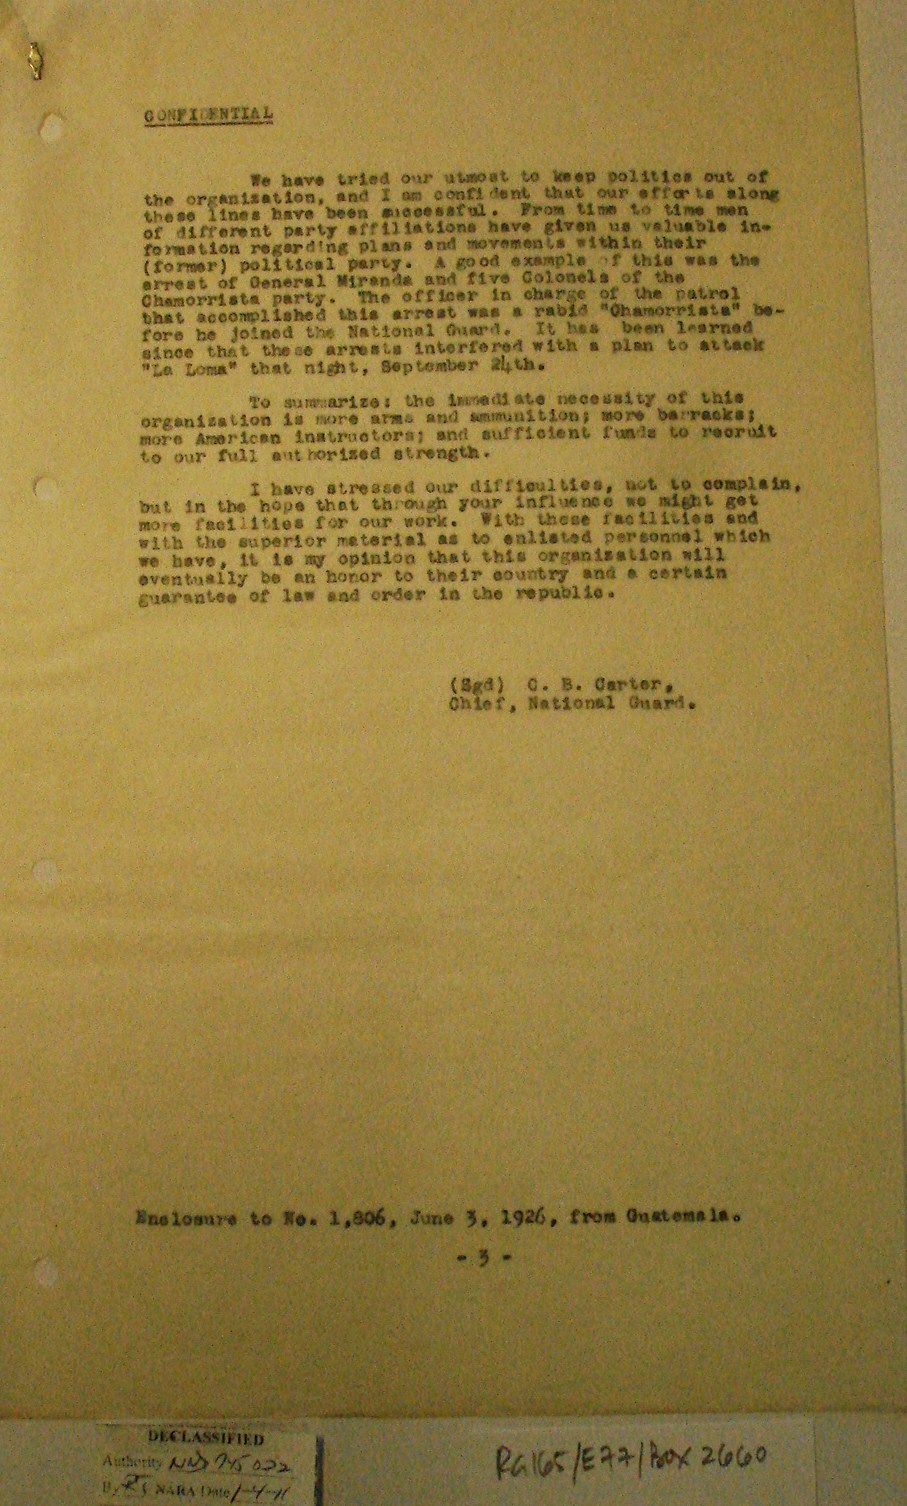 CONFIDENTIAL
We have tried our utmost to keep politics out of
the organization, and I am confident that our efforts along
these lines have been successful. From time to time men
of different party affiliations have given us valuable in-
formation regarding plans and movements within their
(former) political party. A good example of this was the
arrest of General Miranda and five Colonels of the
Chamorrista party. The officer in charge of the patrol
that accomplished this arrest was a rabid "Chamorrista" be-
fore he joined the National Guard. It has been learned
since that these arrests interfered with a plan to attack
"La Loma" that night, September 24th.
To summarize: the immediate necessity of this
organization is more arms and ammunition; more barracks;
more American instructors; and sufficient funds to recruit
to our full authorized strength.
I have stressed our difficulties, not to complain,
but in the hope that through your influence we might get
more facilities for our work. With these facilities and
with the superior material as to enlisted personnel which
we have, it is my opinion that this organization will
eventually be an honor to their country and a certain
guarantee of law and order in the republic.
(Sgd) C. B. Carter,
Chief, National Guard.
Enclosure to No. 1,806, June 3, 1926, from Guatemala.
- 3 -
DECLASSIFIED
Authority NND 745022
By NARA Date 1-4-11
RG165/E77/BOX 2660